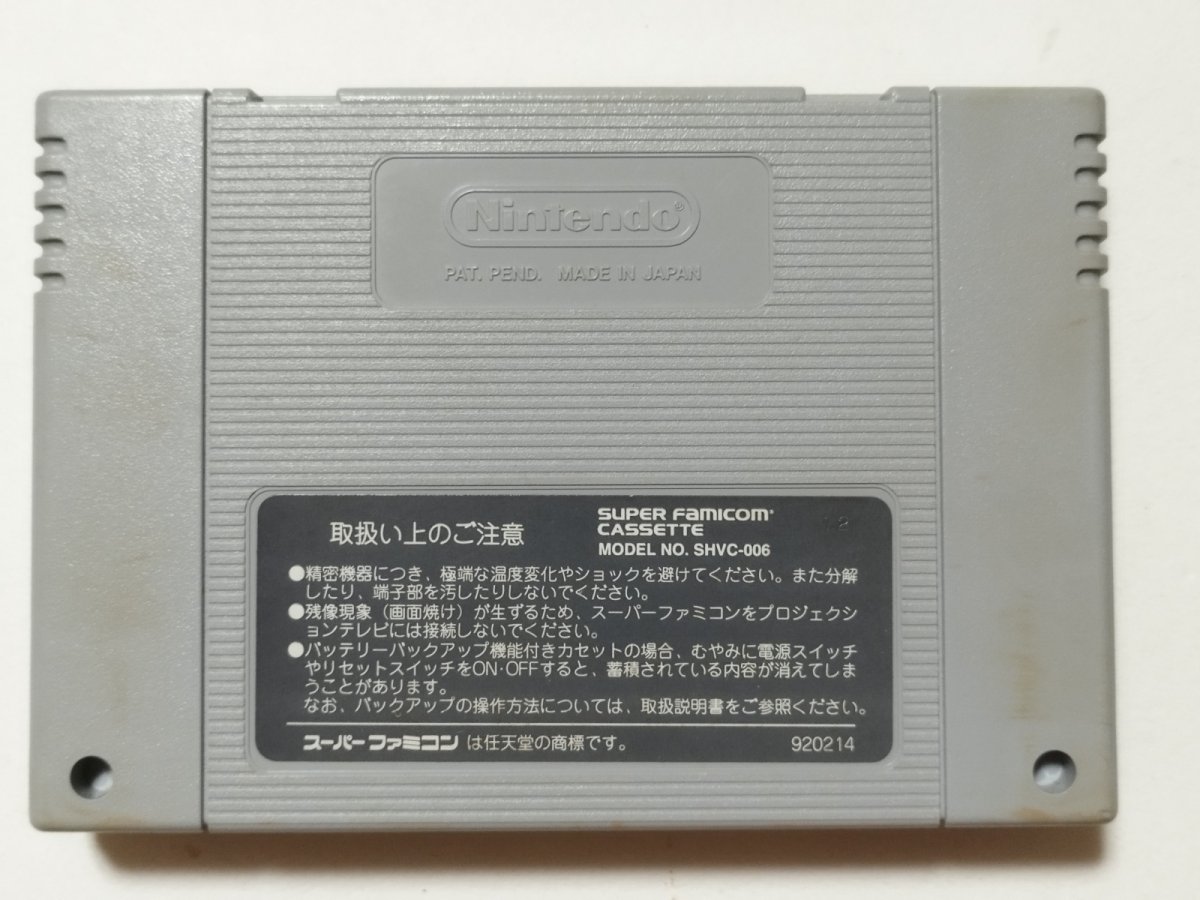 Nintendo®
PAT. PEND. MADE IN JAPAN
取扱い上のご注意
SUPER FAMICOM
CASSETTE
MODEL NO. SHVC-006
●精密機器につき、極端な温度変化やショックを避けてください。また分解
したり、端子部を汚したりしないでください。
●残像現象（画面焼け）が生ずるため、スーパーファミコンをプロジェクシ
ョンテレビには接続しないでください。
●バッテリーバックアップ機能付きカセットの場合、むやみに電源スイッチ
やリセットスイッチをON・OFFすると、蓄積されている内容が消えてしま
うことがあります。
なお、バックアップの操作方法については、取扱説明書をご参照ください。
スーパーファミコン は任天堂の商標です。
920214